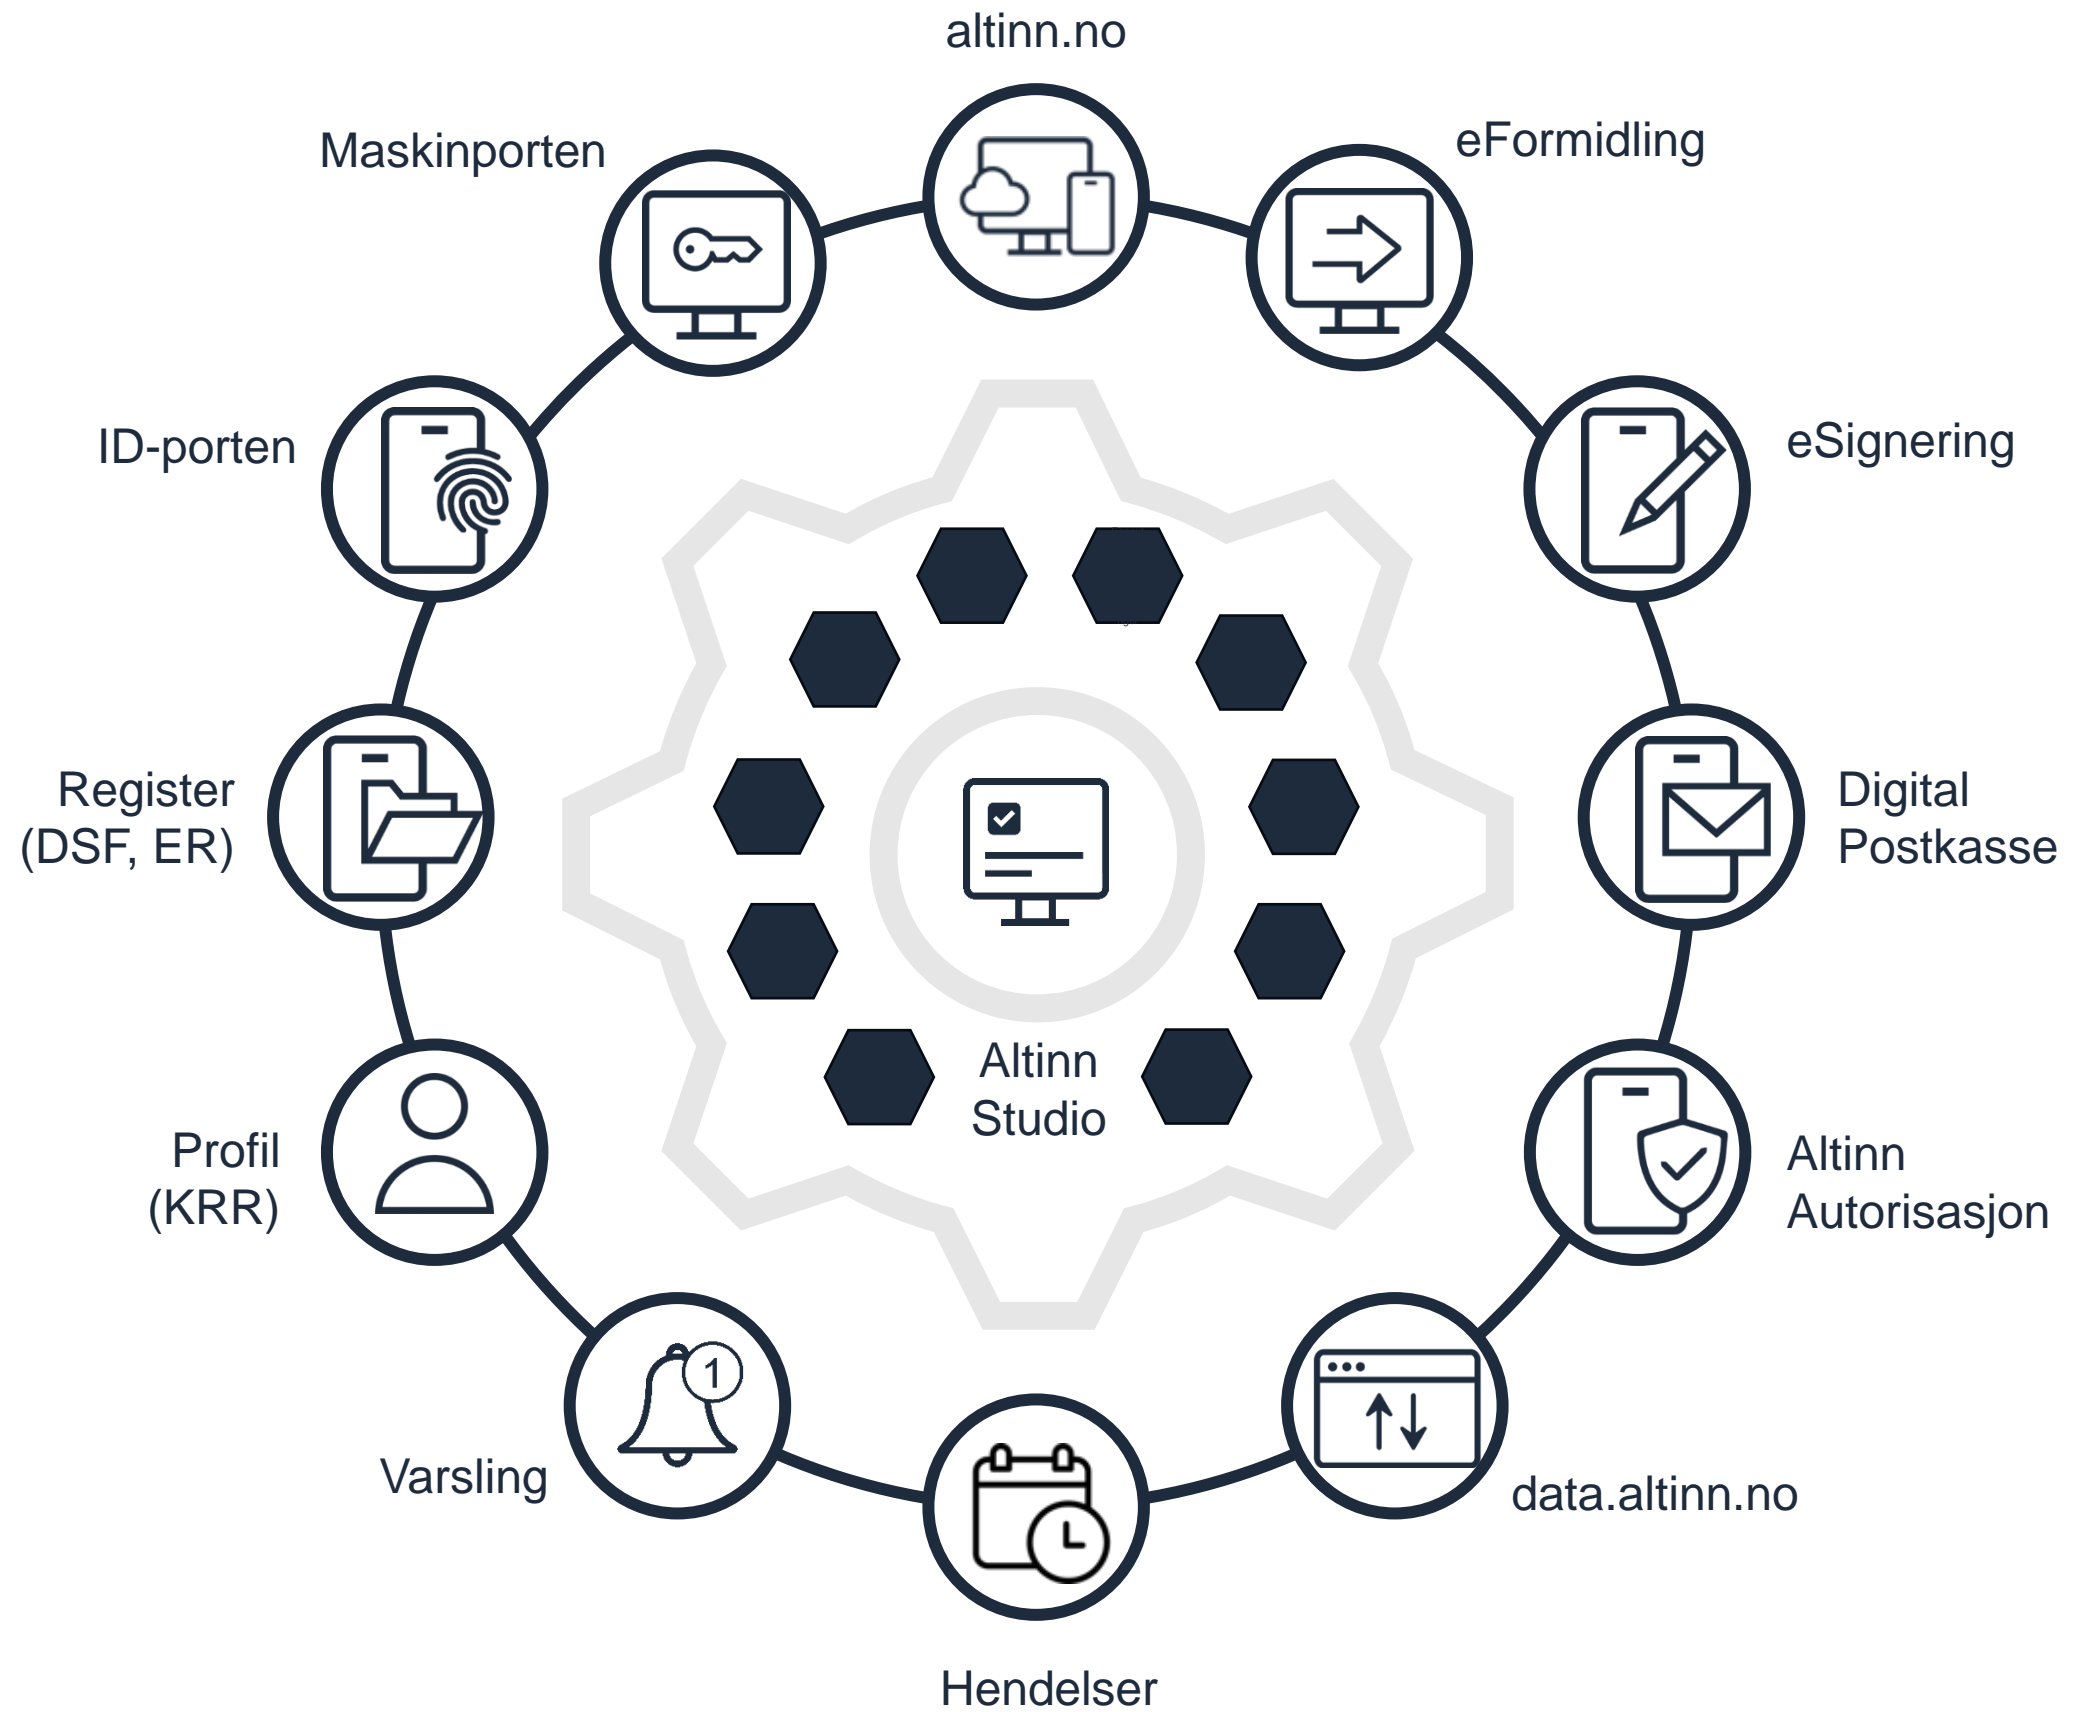 altinn.no
eFormidling
Maskinporten
eSignering
ID-porten
Register
(DSF, ER)
Digital
Postkasse
Altinn
Studio
Profil
(KRR)
Altinn
Autorisasjon
1
Varsling
data.altinn.no
Hendelser